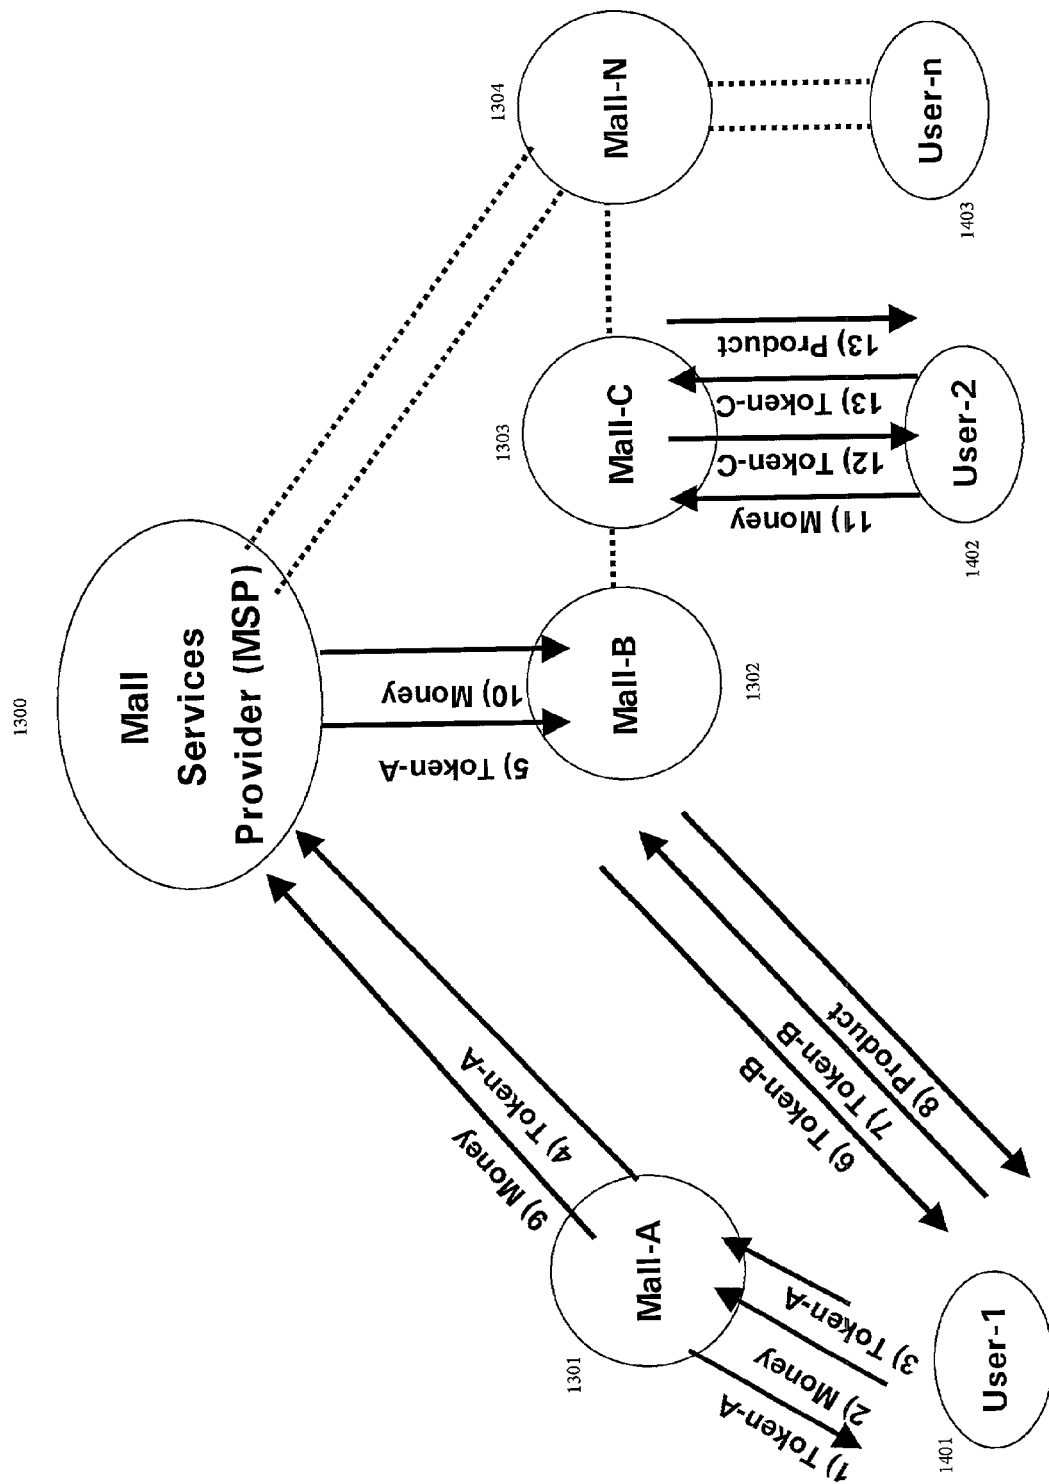 1300
Mall
Services
Provider (MSP)
9) Money
4) Token-A
5) Token-A
10) Money
1301
Mall-A
Mall-B
1302
1303
Mall-C
1304
Mall-N
1) Token-A
2) Money
3) Token-A
6) Token-B
7) Token-B
8) Product
11) Money
12) Token-C
13) Token-C
13) Product
1401
User-1
1402
User-2
1403
User-n